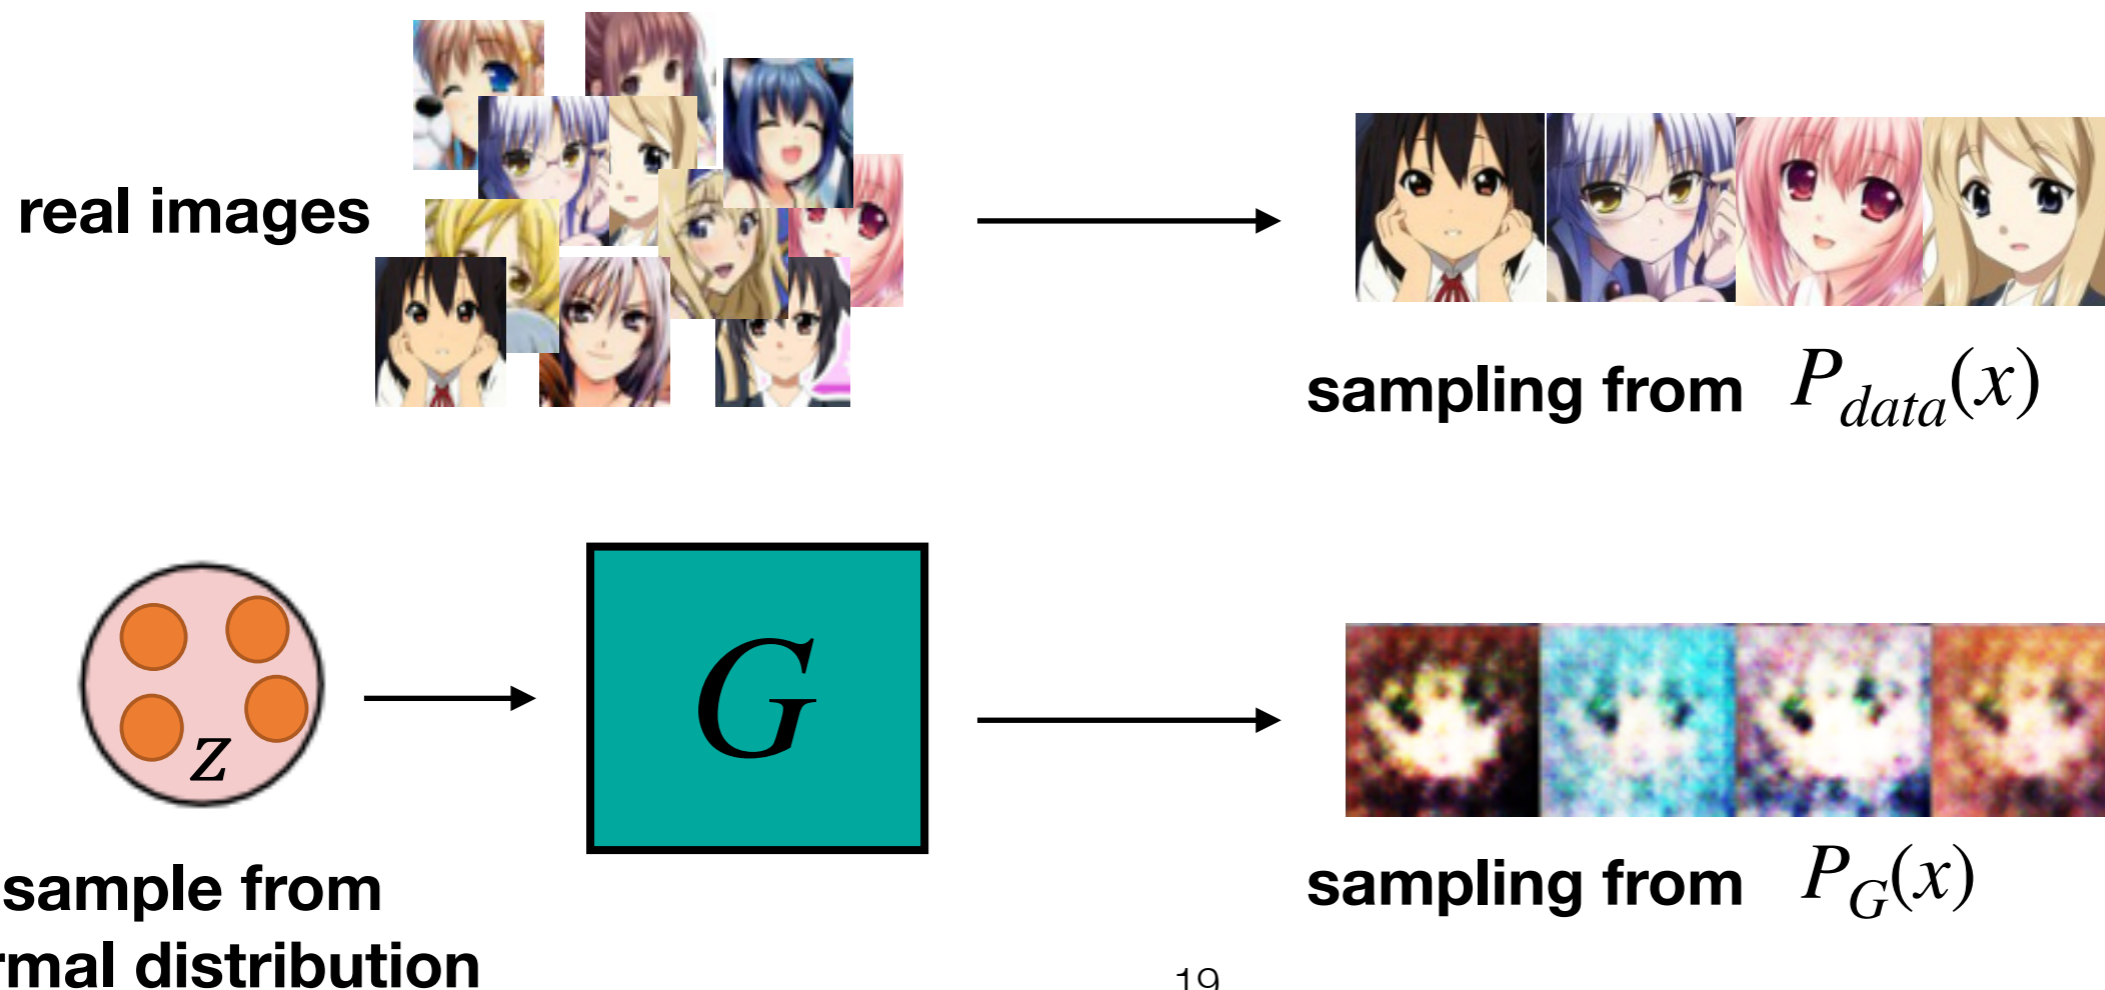 real images
sampling from P_data(x)
z
G
sample from
rmal distribution
sampling from P_G(x)
19